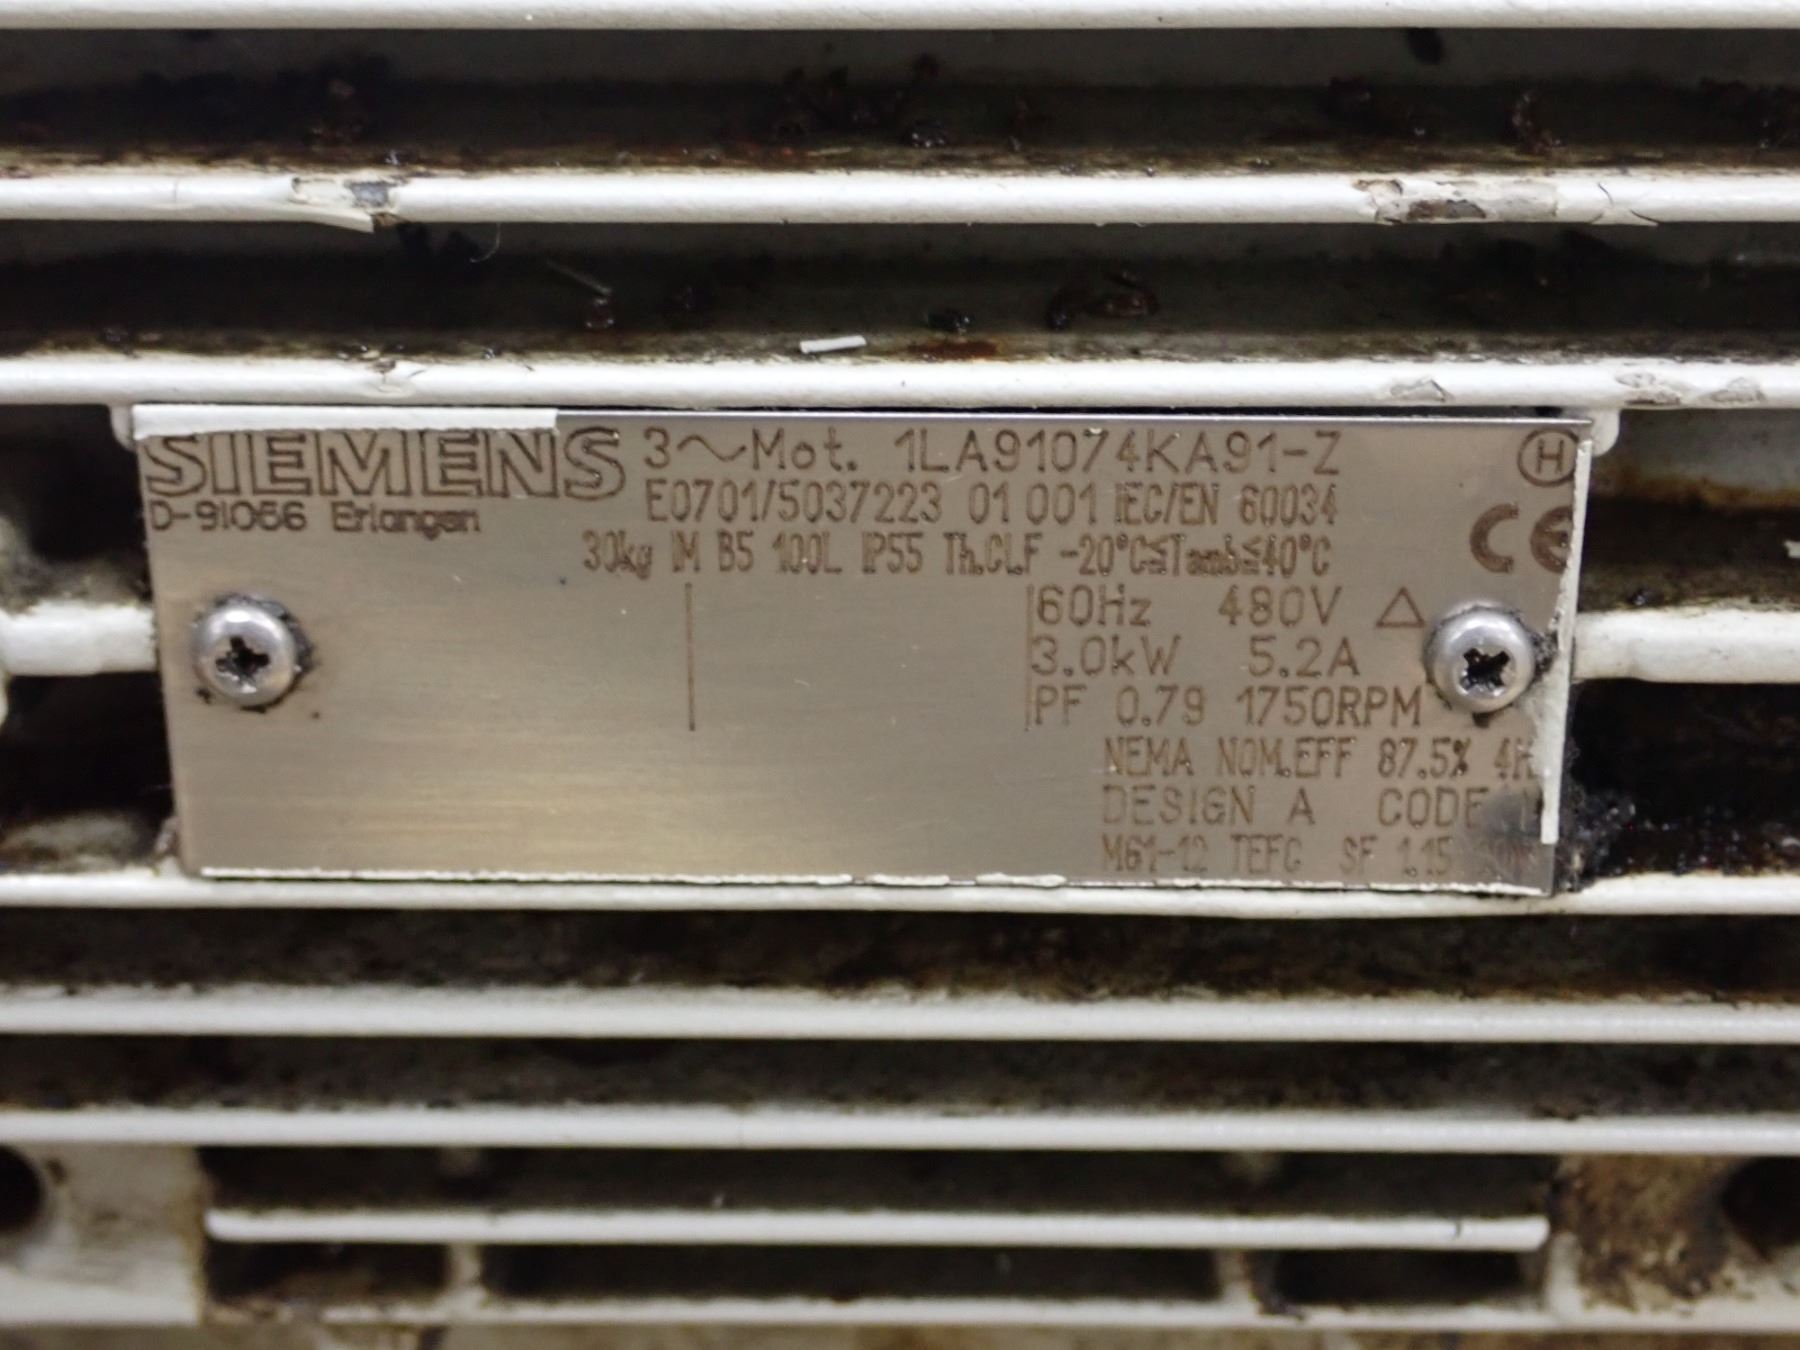 SIEMENS 3~Mot. 1LA91074KA91-Z H
D-91056 Erlangen E0701/5037223 01 001 IEC/EN 60034
30kg IM B5 100L IP55 Th.Cl.F -20°C≤Tamb≤40°C CE
60Hz 480V △
3.0kW 5.2A
PF 0.79 1750RPM
NEMA NOM.EFF 87.5%
DESIGN A CODE
MG1-12 TEFC SF 1.15